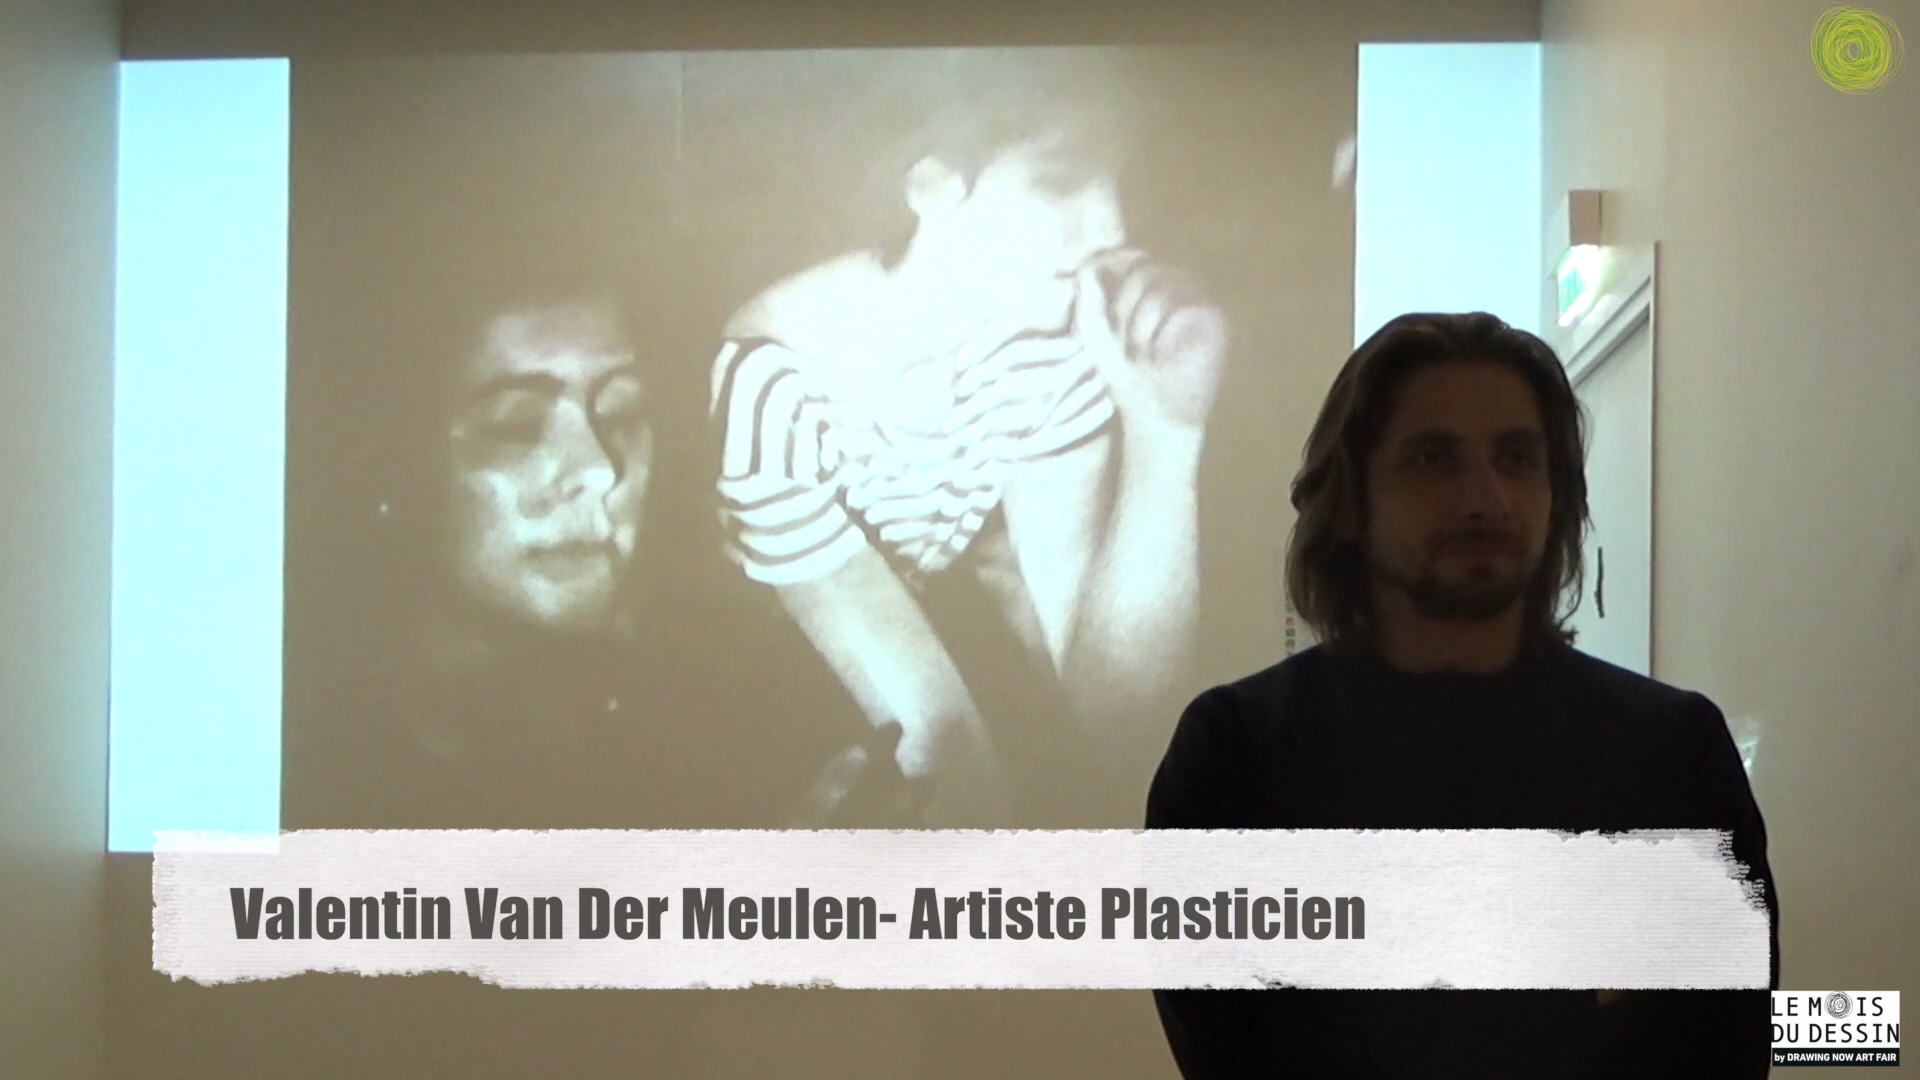 Valentin Van Der Meulen- Artiste Plasticien
LE MOIS
DU DESSIN
by DRAWING NOW ART FAIR